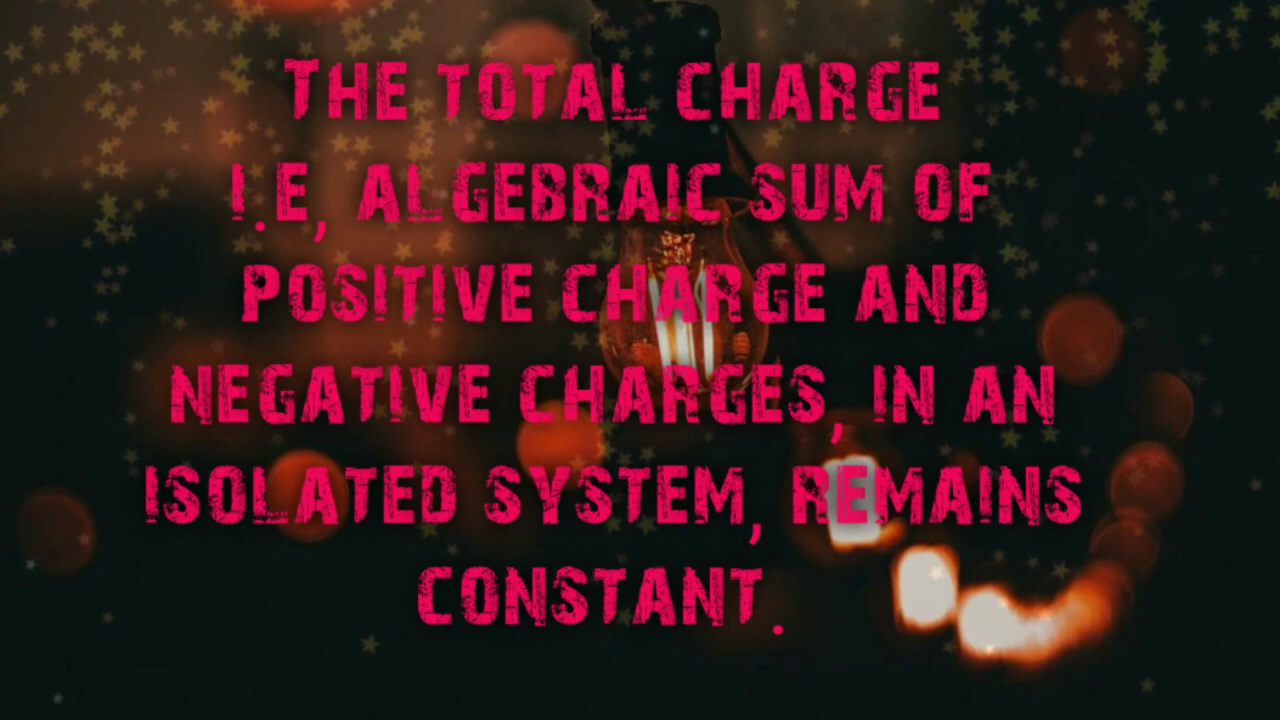 THE TOTAL CHARGE
I.E, ALGEBRAIC SUM OF
POSITIVE CHARGE AND
NEGATIVE CHARGES, IN AN
ISOLATED SYSTEM, REMAINS
CONSTANT.